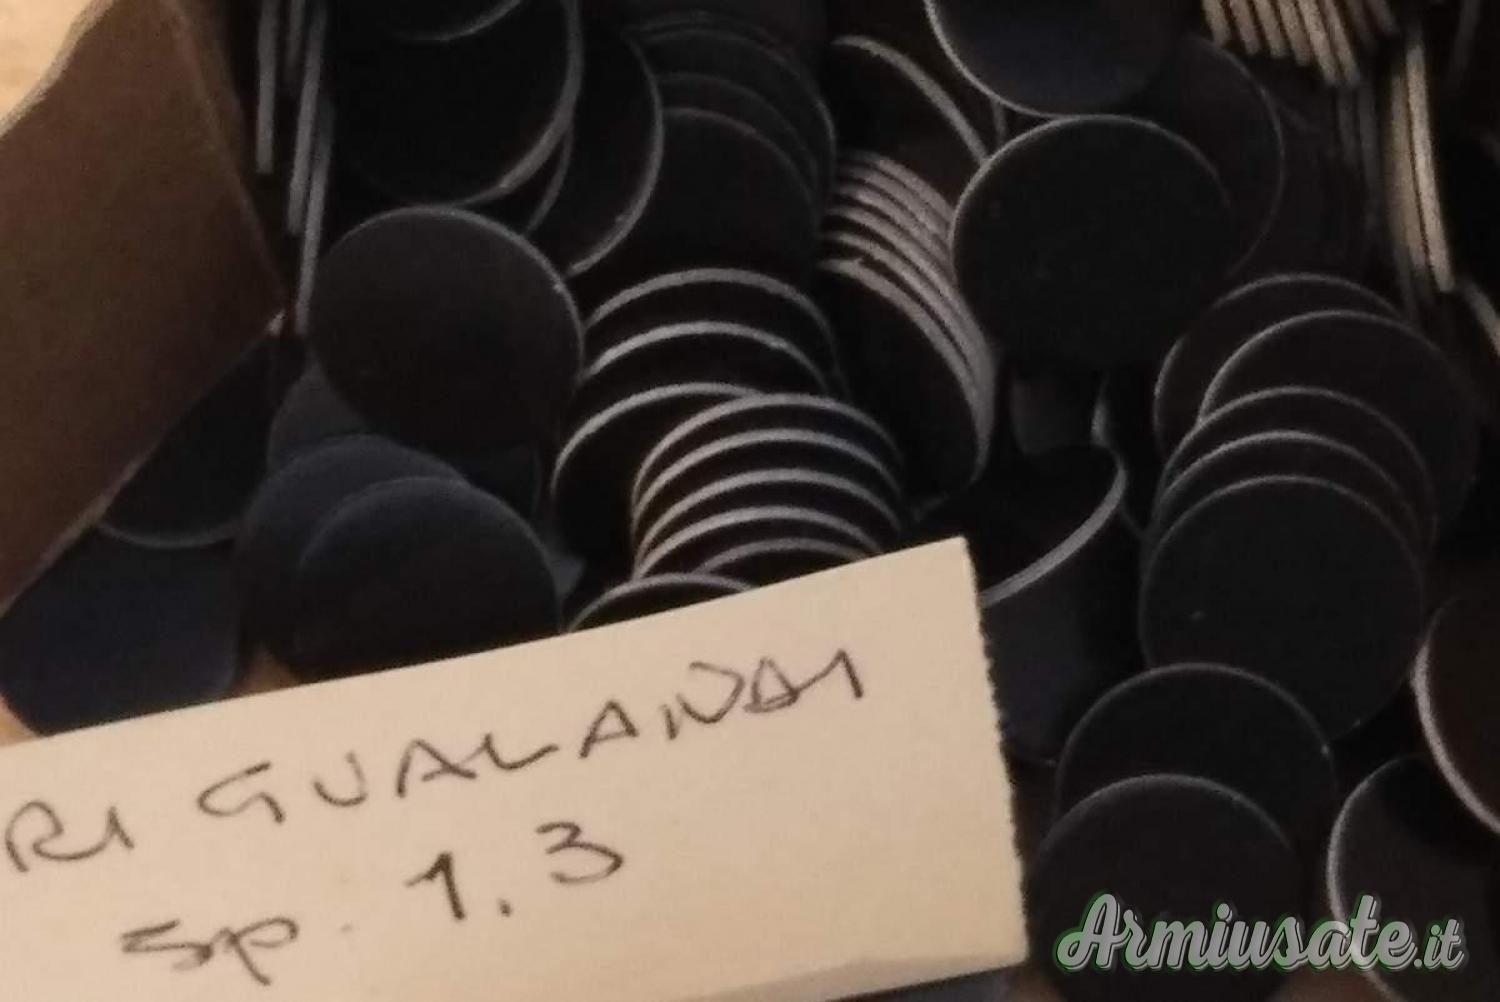 RI GUALANDI
Sp. 1.3
Armiusate.it